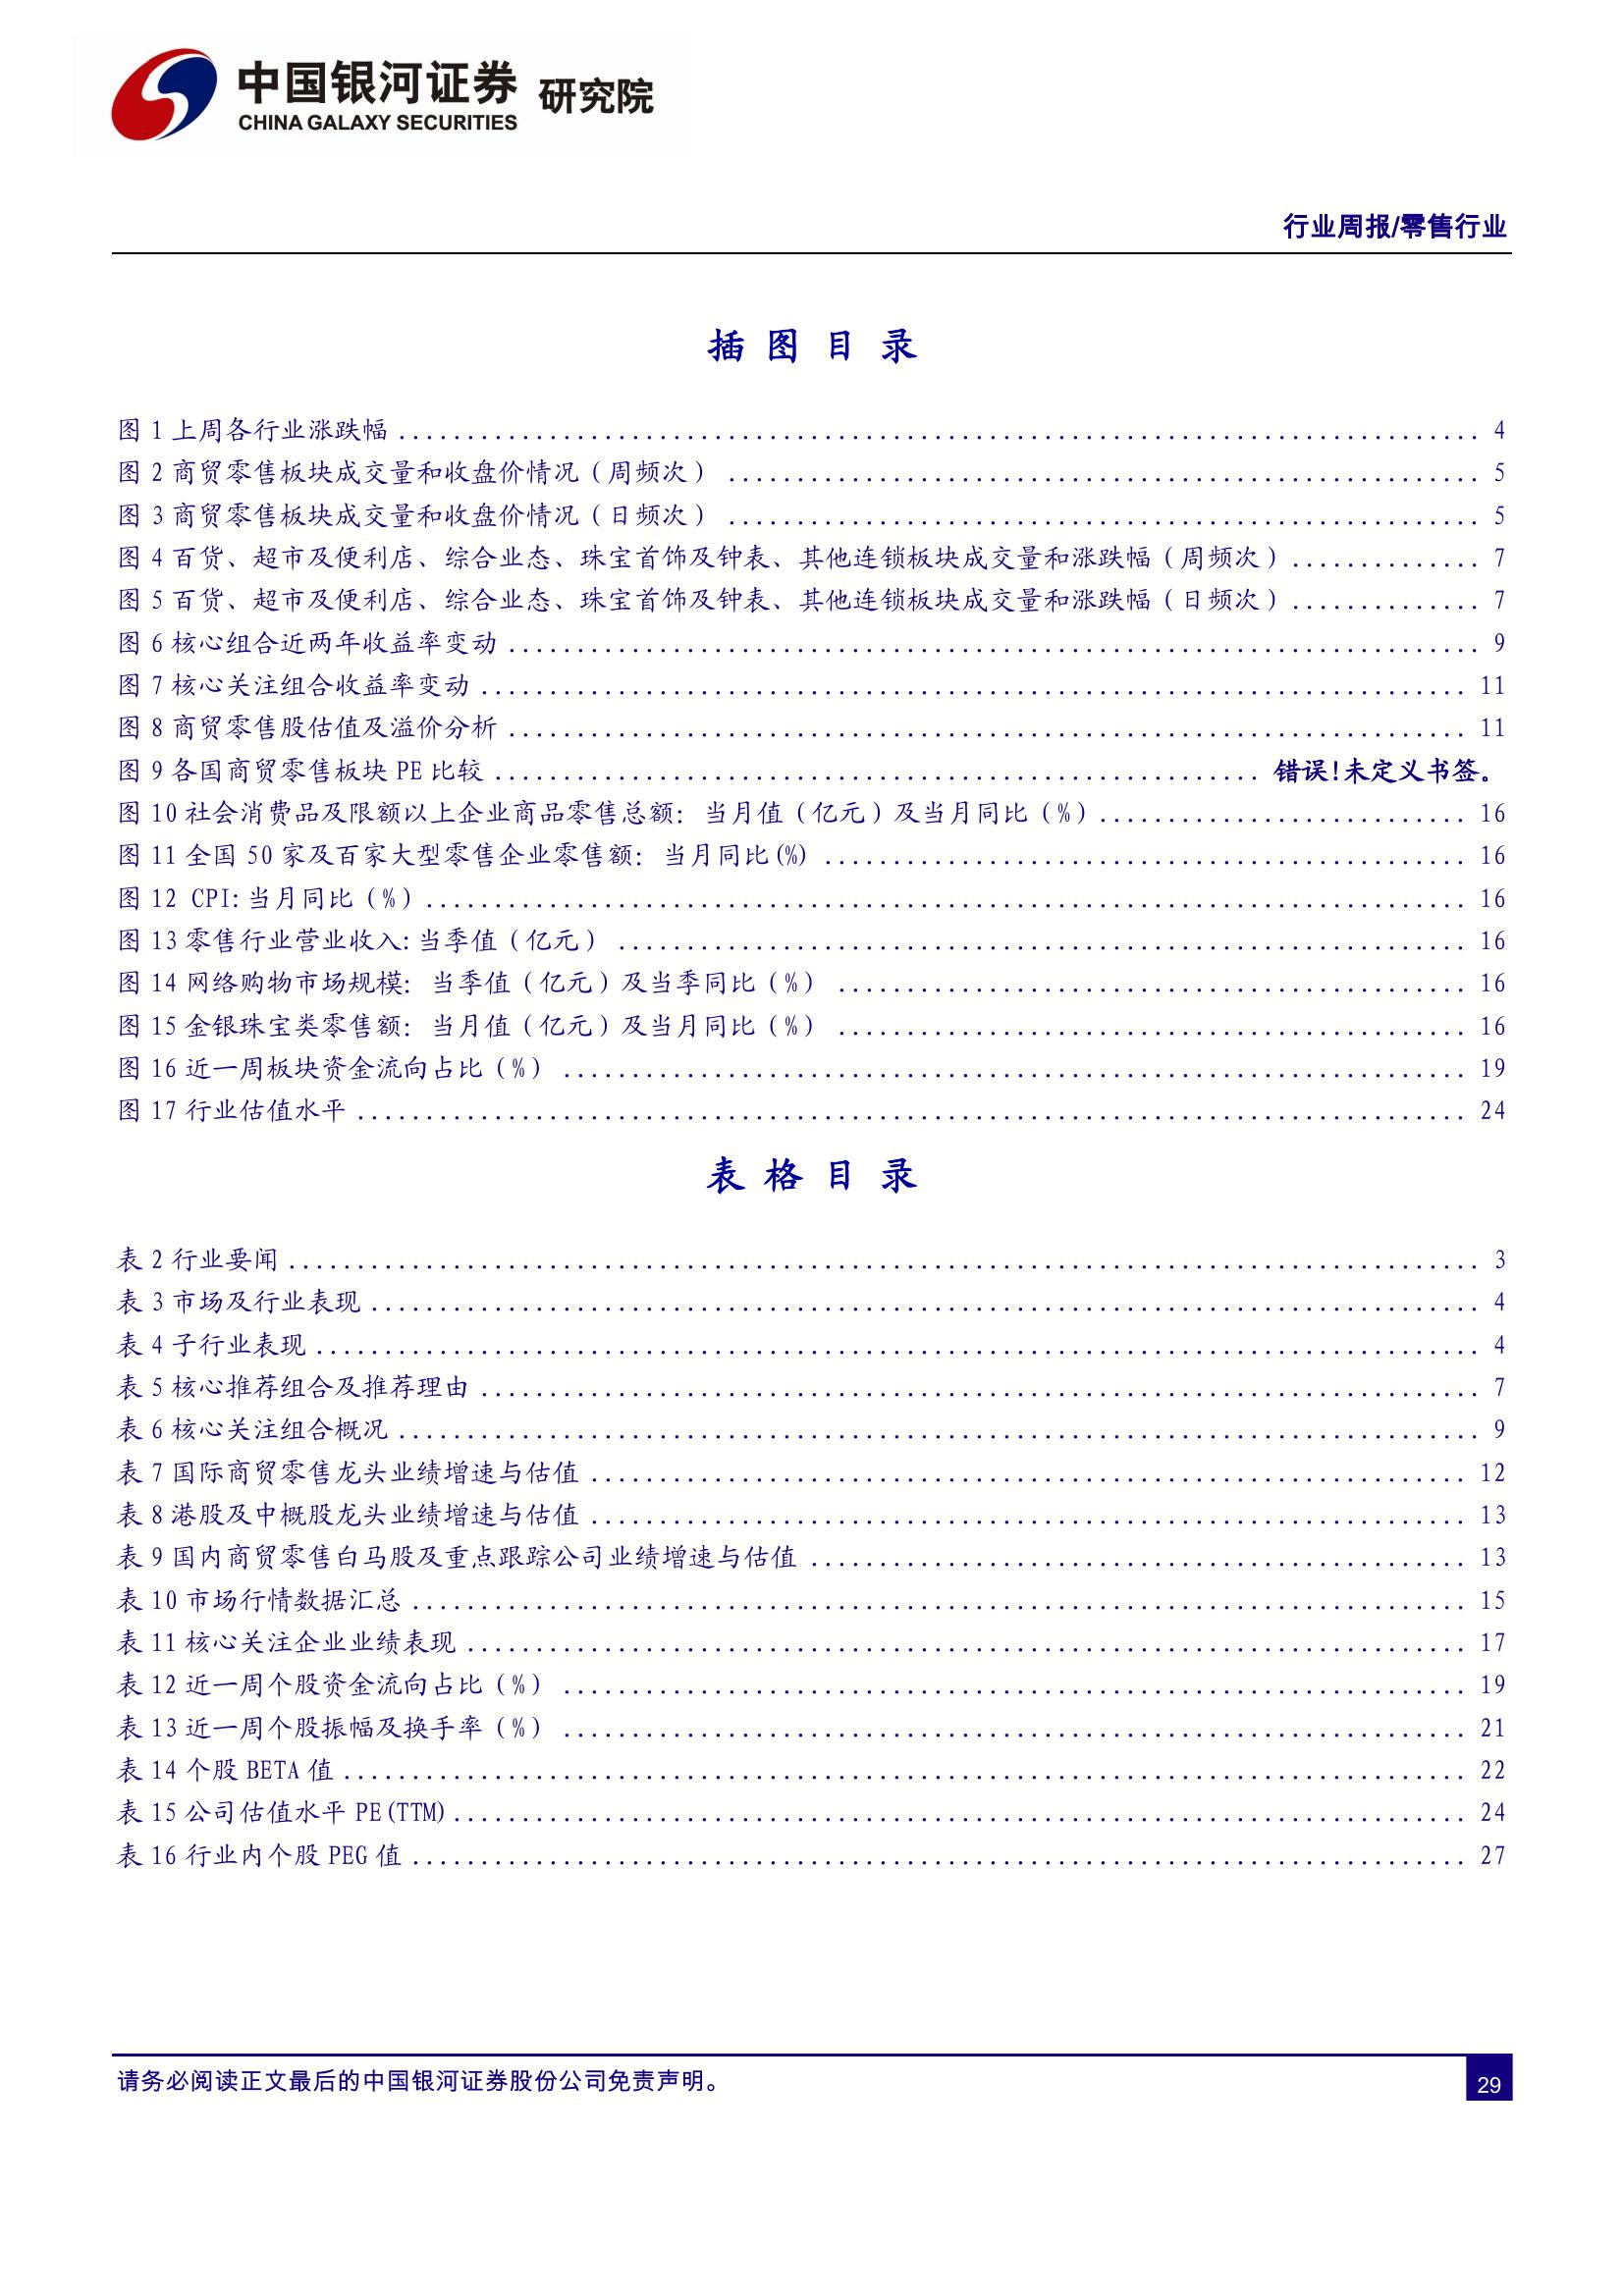 中国银河证券 研究院
CHINA GALAXY SECURITIES
行业周报/零售行业
插 图 目 录
图 1 上周各行业涨跌幅 ........................................ 4
图 2 商贸零售板块成交量和收盘价情况（周频次） ........................................ 5
图 3 商贸零售板块成交量和收盘价情况（日频次） ........................................ 5
图 4 百货、超市及便利店、综合业态、珠宝首饰及钟表、其他连锁板块成交量和涨跌幅（周频次） .............. 7
图 5 百货、超市及便利店、综合业态、珠宝首饰及钟表、其他连锁板块成交量和涨跌幅（日频次） .............. 7
图 6 核心组合近两年收益率变动 ........................................ 9
图 7 核心关注组合收益率变动 ........................................ 11
图 8 商贸零售股估值及溢价分析 ........................................ 11
图 9 各国商贸零售板块 PE 比较 ........................................ 错误!未定义书签。
图 10 社会消费品及限额以上企业商品零售总额：当月值（亿元）及当月同比（%） ........................... 16
图 11 全国 50 家及百家大型零售企业零售额：当月同比(%) ........................................ 16
图 12 CPI:当月同比（%） ........................................ 16
图 13 零售行业营业收入:当季值（亿元） ........................................ 16
图 14 网络购物市场规模：当季值（亿元）及当季同比（%） ........................................ 16
图 15 金银珠宝类零售额：当月值（亿元）及当月同比（%） ........................................ 16
图 16 近一周板块资金流向占比（%） ........................................ 19
图 17 行业估值水平 ........................................ 24
表 格 目 录
表 2 行业要闻 ........................................ 3
表 3 市场及行业表现 ........................................ 4
表 4 子行业表现 ........................................ 4
表 5 核心推荐组合及推荐理由 ........................................ 7
表 6 核心关注组合概况 ........................................ 9
表 7 国际商贸零售龙头业绩增速与估值 ........................................ 12
表 8 港股及中概股龙头业绩增速与估值 ........................................ 13
表 9 国内商贸零售白马股及重点跟踪公司业绩增速与估值 ........................................ 13
表 10 市场行情数据汇总 ........................................ 15
表 11 核心关注企业业绩表现 ........................................ 17
表 12 近一周个股资金流向占比（%） ........................................ 19
表 13 近一周个股振幅及换手率（%） ........................................ 21
表 14 个股 BETA 值 ........................................ 22
表 15 公司估值水平 PE(TTM) ........................................ 24
表 16 行业内个股 PEG 值 ........................................ 27
请务必阅读正文最后的中国银河证券股份公司免责声明。
29